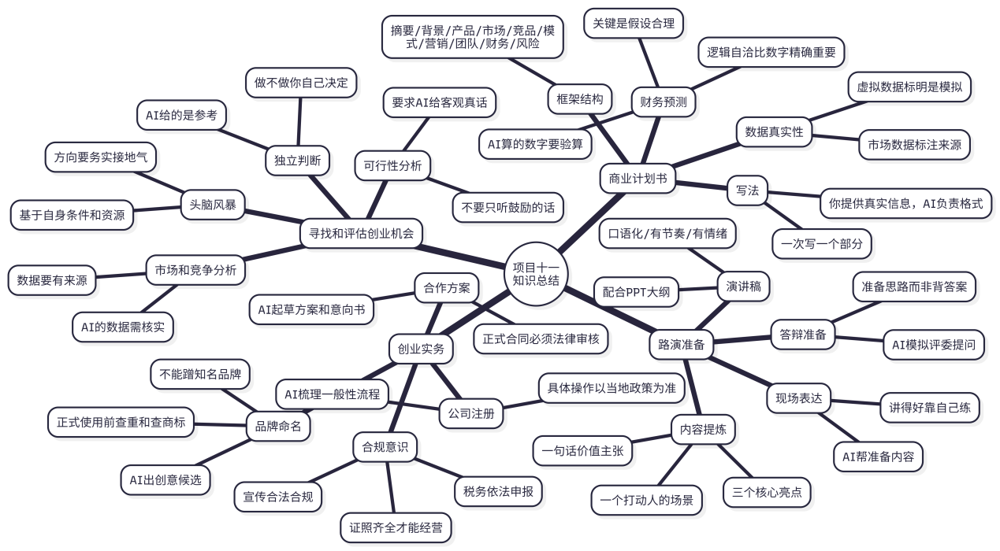 项目十一
知识总结
寻找和评估创业机会
头脑风暴
方向要务实接地气
基于自身条件和资源
独立判断
AI给的是参考
做不做你自己决定
可行性分析
要求AI给客观真话
不要只听鼓励的话
市场和竞争分析
数据要有来源
AI的数据需核实
商业计划书
框架结构
摘要/背景/产品/市场/竞品/模
式/营销/团队/财务/风险
财务预测
关键是假设合理
逻辑自洽比数字精确重要
AI算的数字要验算
数据真实性
虚拟数据标明是模拟
市场数据标注来源
写法
你提供真实信息，AI负责格式
一次写一个部分
路演准备
演讲稿
口语化/有节奏/有情绪
配合PPT大纲
答辩准备
准备思路而非背答案
AI模拟评委提问
现场表达
讲得好靠自己练
AI帮准备内容
内容提炼
一句话价值主张
一个打动人的场景
三个核心亮点
创业实务
合作方案
AI起草方案和意向书
正式合同必须法律审核
公司注册
AI梳理一般性流程
具体操作以当地政策为准
品牌命名
不能蹭知名品牌
正式使用前查重和查商标
AI出创意候选
合规意识
宣传合法合规
证照齐全才能经营
税务依法申报